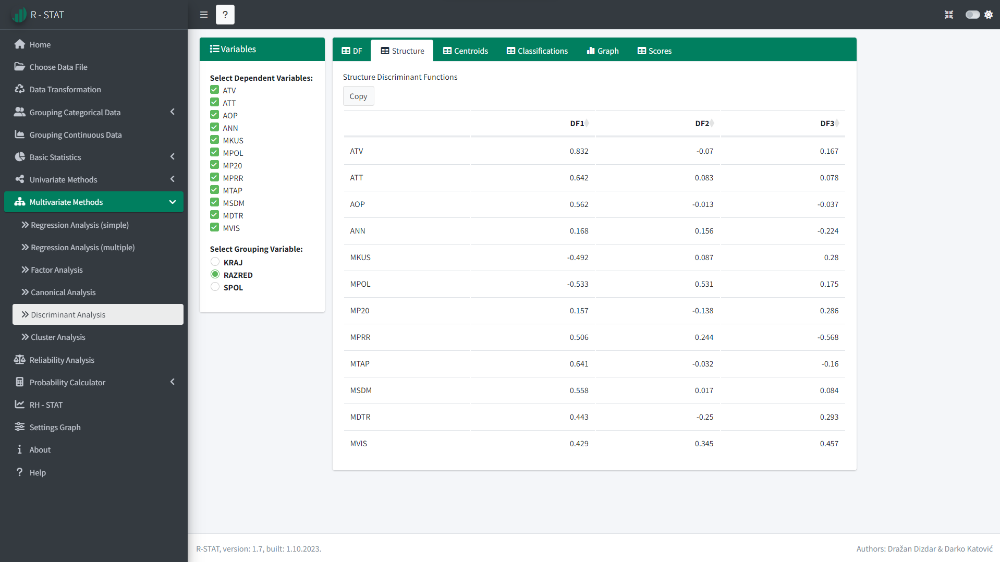 R - STAT
?
Home
Choose Data File
Data Transformation
Grouping Categorical Data
Grouping Continuous Data
Basic Statistics
Univariate Methods
Multivariate Methods
Regression Analysis (simple)
Regression Analysis (multiple)
Factor Analysis
Canonical Analysis
Discriminant Analysis
Cluster Analysis
Reliability Analysis
Probability Calculator
RH - STAT
Settings Graph
About
Help
Variables
Select Dependent Variables:
ATV
ATT
AOP
ANN
MKUS
MPOL
MP20
MPRR
MTAP
MSDM
MDTR
MVIS
Select Grouping Variable:
KRAJ
RAZRED
SPOL
DF Structure Centroids Classifications Graph Scores
Structure Discriminant Functions
Copy
DF1 DF2 DF3
ATV 0.832 -0.07 0.167
ATT 0.642 0.083 0.078
AOP 0.562 -0.013 -0.037
ANN 0.168 0.156 -0.224
MKUS -0.492 0.087 0.28
MPOL -0.533 0.531 0.175
MP20 0.157 -0.138 0.286
MPRR 0.506 0.244 -0.568
MTAP 0.641 -0.032 -0.16
MSDM 0.558 0.017 0.084
MDTR 0.443 -0.25 0.293
MVIS 0.429 0.345 0.457
R-STAT, version: 1.7, built: 1.10.2023.
Authors: Dražan Dizdar & Darko Katović